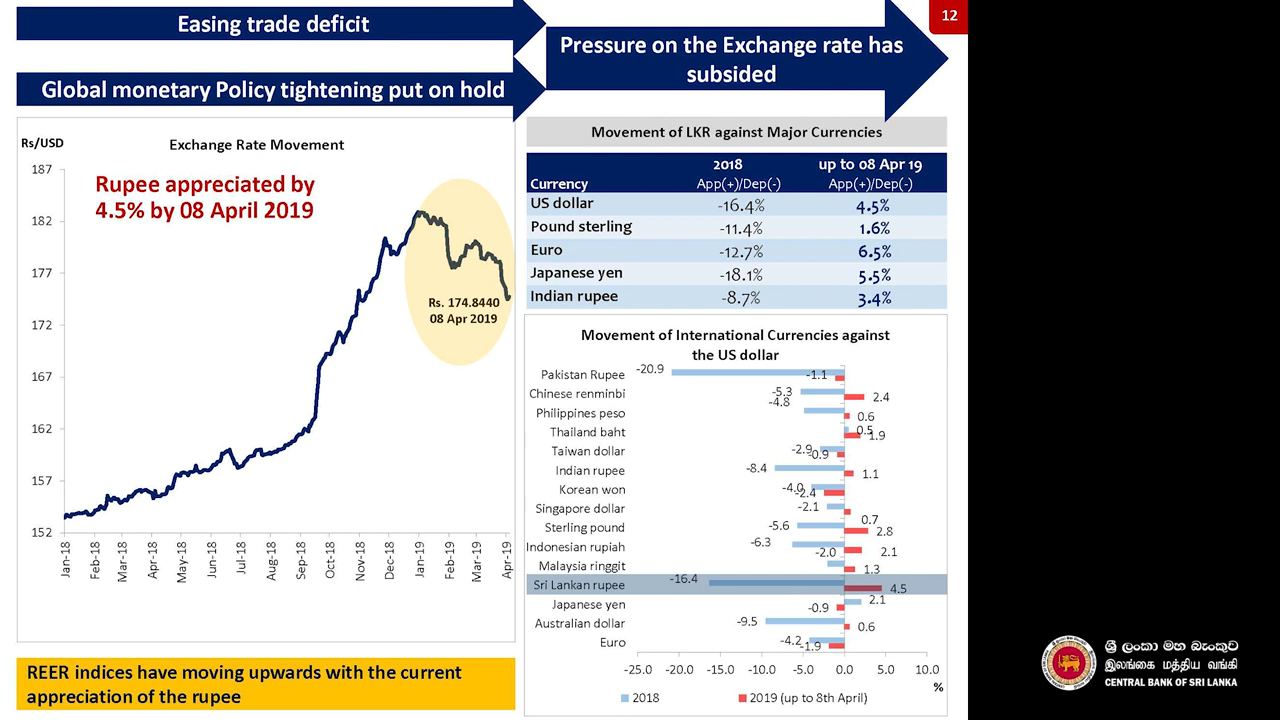 Easing trade deficit
Global monetary Policy tightening put on hold
Pressure on the Exchange rate has
subsided
12
Rs/USD
Exchange Rate Movement
Rupee appreciated by
4.5% by 08 April 2019
187
182
177
172
167
162
157
152
Rs. 174.8440
08 Apr 2019
Jan-18
Feb-18
Mar-18
Apr-18
May-18
Jun-18
Jul-18
Aug-18
Sep-18
Oct-18
Nov-18
Dec-18
Jan-19
Feb-19
Mar-19
Apr-19
REER indices have moving upwards with the current
appreciation of the rupee
Movement of LKR against Major Currencies
2018 up to 08 Apr 19
Currency App(+)/Dep(-) App(+)/Dep(-)
US dollar -16.4% 4.5%
Pound sterling -11.4% 1.6%
Euro -12.7% 6.5%
Japanese yen -18.1% 5.5%
Indian rupee -8.7% 3.4%
Movement of International Currencies against
the US dollar
Pakistan Rupee -20.9 -1.1
Chinese renminbi -5.3 2.4
Philippines peso -4.8 0.6
Thailand baht 0.5 1.9
Taiwan dollar -2.9 -0.9
Indian rupee -8.4 1.1
Korean won -4.0 -2.4
Singapore dollar -2.1 0.7
Sterling pound -5.6 2.8
Indonesian rupiah -6.3 2.1
Malaysia ringgit -2.0 1.3
Sri Lankan rupee -16.4 4.5
Japanese yen 2.1 -0.9
Australian dollar -9.5 0.6
Euro -4.2 -1.9
-25.0 -20.0 -15.0 -10.0 -5.0 0.0 5.0 10.0
%
2018 2019 (up to 8th April)
ශ්‍රී ලංකා මහ බැංකුව
இலங்கை மத்திய வங்கி
CENTRAL BANK OF SRI LANKA